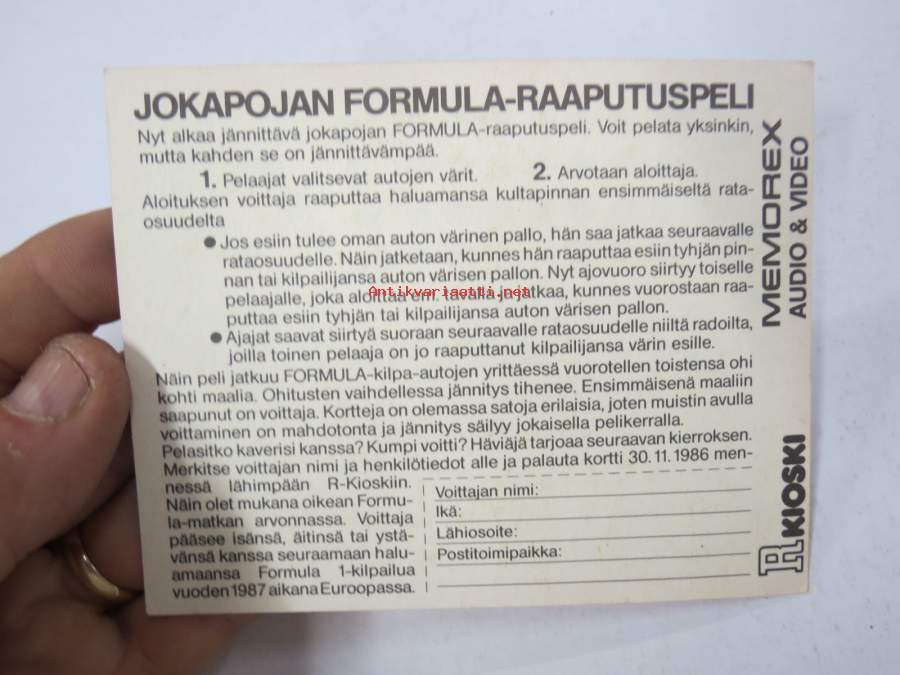 JOKAPOJAN FORMULA-RAAPUTUSPELI
Nyt alkaa jännittävä jokapojan FORMULA-raaputuspeli. Voit pelata yksinkin,
mutta kahden se on jännittävämpää.
1. Pelaajat valitsevat autojen värit. 2. Arvotaan aloittaja.
Aloituksen voittaja raaputtaa haluamansa kultapinnan ensimmäiseltä rata-
osuudelta
● Jos esiin tulee oman auton värinen pallo, hän saa jatkaa seuraavalle
rataosuudelle. Näin jatketaan, kunnes hän raaputtaa esiin tyhjän pin-
nan tai kilpailijansa auton värisen pallon. Nyt ajovuoro siirtyy toiselle
pelaajalle, joka aloittaa em. tavalla ja jatkaa, kunnes vuorostaan raa-
puttaa esiin tyhjän tai kilpailijansa auton värisen pallon.
● Ajajat saavat siirtyä suoraan seuraavalle rataosuudelle niiltä radoilta,
joilla toinen pelaaja on jo raaputtanut kilpailijansa värin esille.
Näin peli jatkuu FORMULA-kilpa-autojen yrittäessä vuorotellen toistensa ohi
kohti maalia. Ohitusten vaihdellessa jännitys tihenee. Ensimmäisenä maaliin
saapunut on voittaja. Kortteja on olemassa satoja erilaisia, joten muistin avulla
voittaminen on mahdotonta ja jännitys säilyy jokaisella pelikerralla.
Pelasitko kaverisi kanssa? Kumpi voitti? Häviäjä tarjoaa seuraavan kierroksen.
Merkitse voittajan nimi ja henkilötiedot alle ja palauta kortti 30.11.1986 men-
nessä lähimpään R-Kioskiin.
Näin olet mukana oikean Formu-
la-matkan arvonnassa. Voittaja
pääsee isänsä, äitinsä tai ystä-
vänsä kanssa seuraamaan halu-
amaansa Formula 1-kilpailua
vuoden 1987 aikana Euroopassa.
Voittajan nimi:
Ikä:
Lähiosoite:
Postitoimipaikka:
MEMOREX
AUDIO & VIDEO
R KIOSKI
Antikvariaatti.net